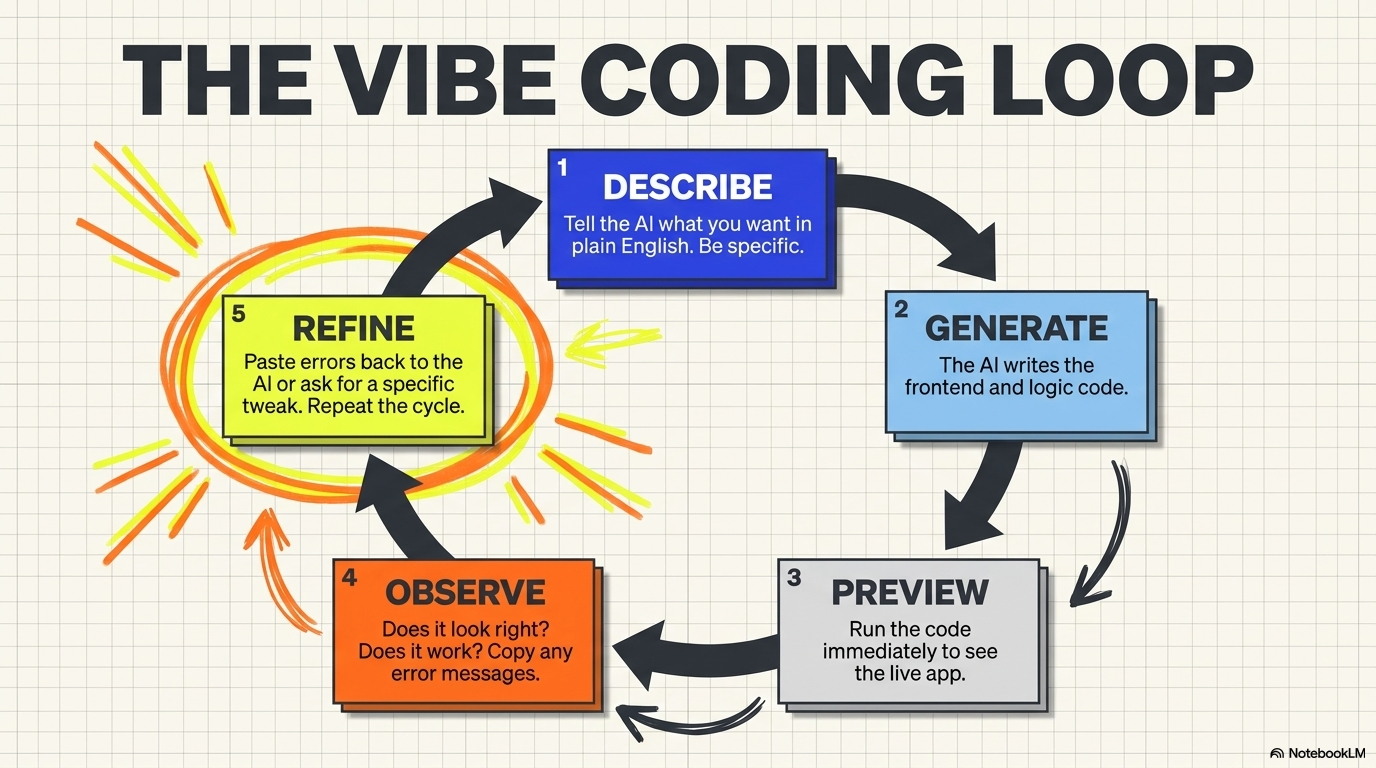 THE VIBE CODING LOOP
1
DESCRIBE
Tell the AI what you want in
plain English. Be specific.
2
GENERATE
The AI writes the
frontend and logic code.
3
PREVIEW
Run the code
immediately to see
the live app.
4
OBSERVE
Does it look right?
Does it work? Copy any
error messages.
5
REFINE
Paste errors back to the
AI or ask for a specific
tweak. Repeat the cycle.
NotebookLM